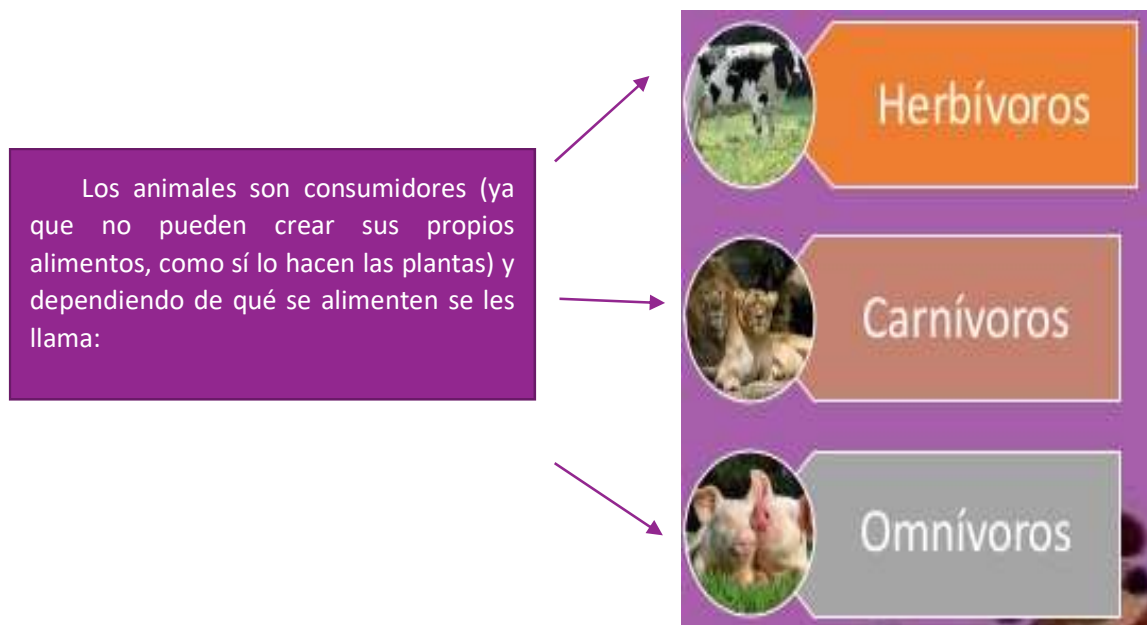 Los animales son consumidores (ya
que no pueden crear sus propios
alimentos, como sí lo hacen las plantas) y
dependiendo de qué se alimenten se les
llama:
Herbívoros
Carnívoros
Omnívoros